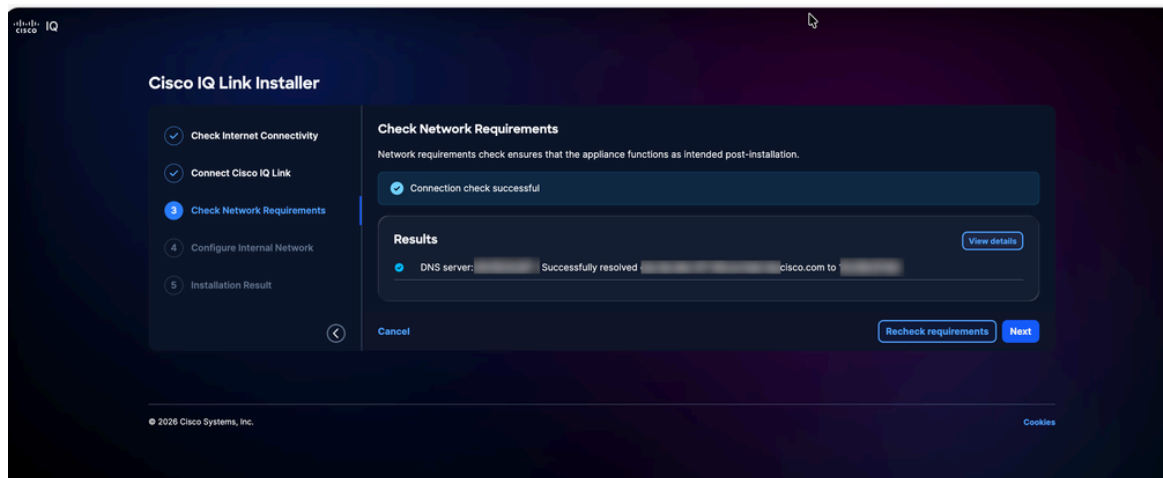 cisco IQ
Cisco IQ Link Installer
Check Internet Connectivity
Connect Cisco IQ Link
3 Check Network Requirements
4 Configure Internal Network
5 Installation Result
Check Network Requirements
Network requirements check ensures that the appliance functions as intended post-installation.
Connection check successful
Results
View details
DNS server: Successfully resolved cisco.com to
Cancel
Recheck requirements
Next
© 2026 Cisco Systems, Inc.
Cookies